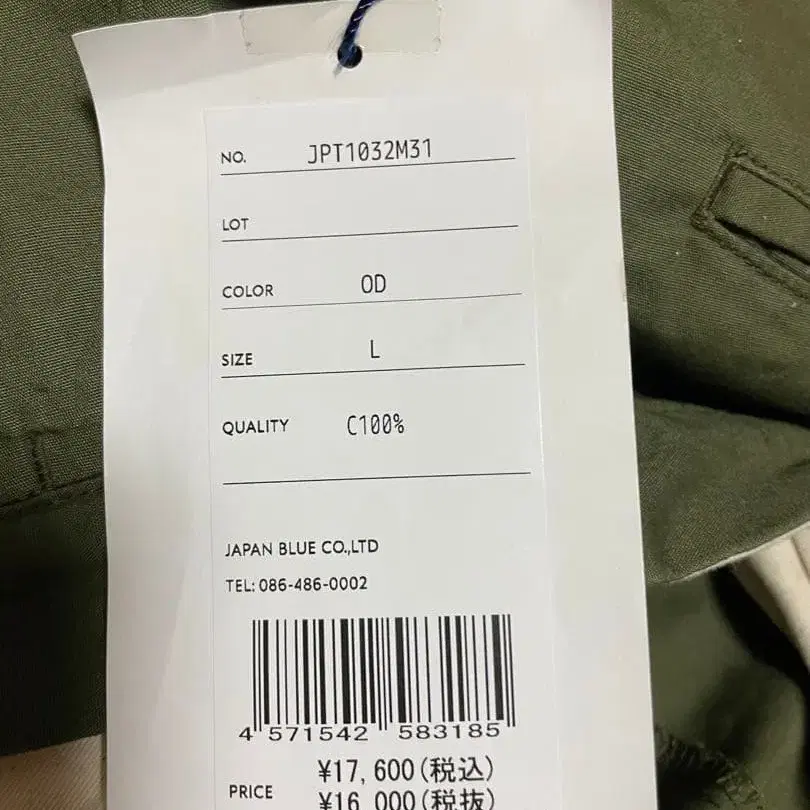 NO. JPT1032M31
LOT
COLOR OD
SIZE L
QUALITY C100%
JAPAN BLUE CO.,LTD
TEL: 086-486-0002
4 571542 583185
PRICE ¥17,600(税込)
¥16,000(税抜)